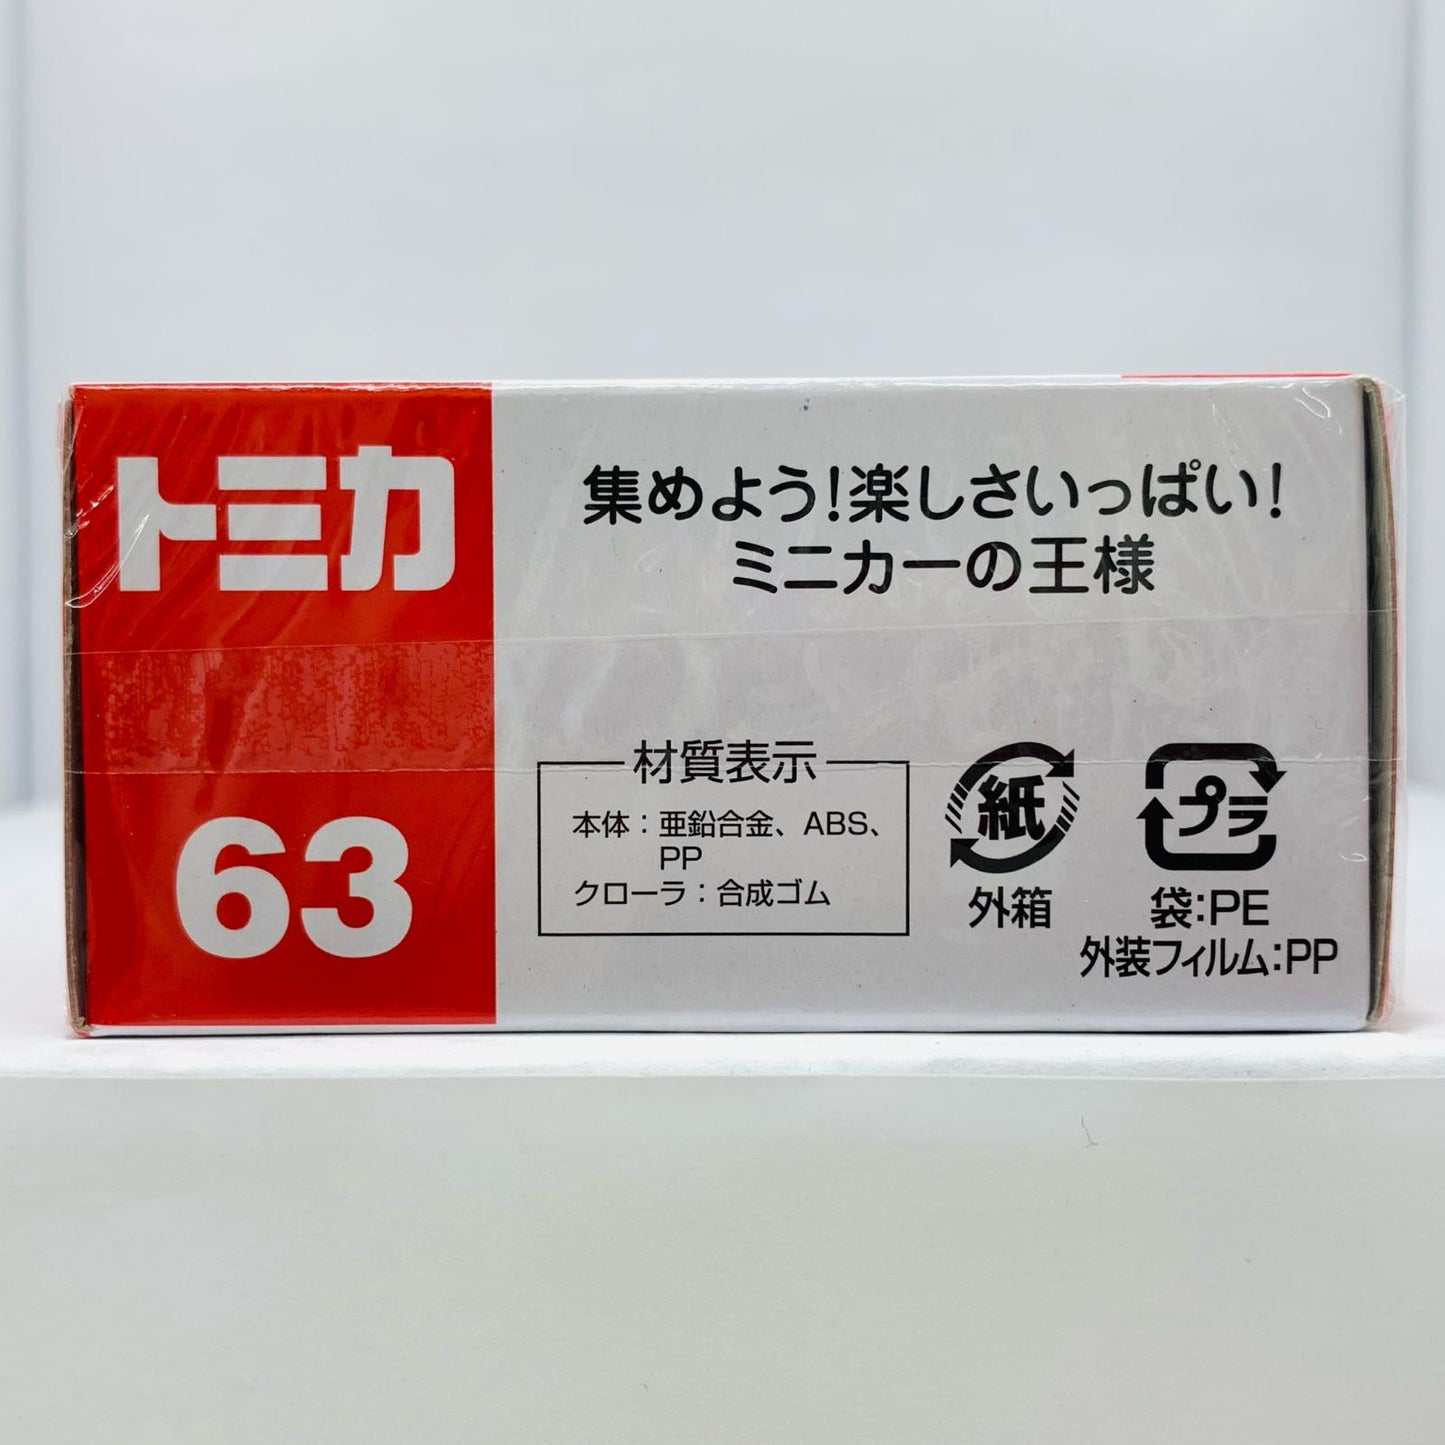 トミカ
63
集めよう!楽しさいっぱい!
ミニカーの王様
材質表示
本体：亜鉛合金、ABS、
PP
クローラ：合成ゴム
紙
外箱
プラ
袋:PE
外装フィルム:PP